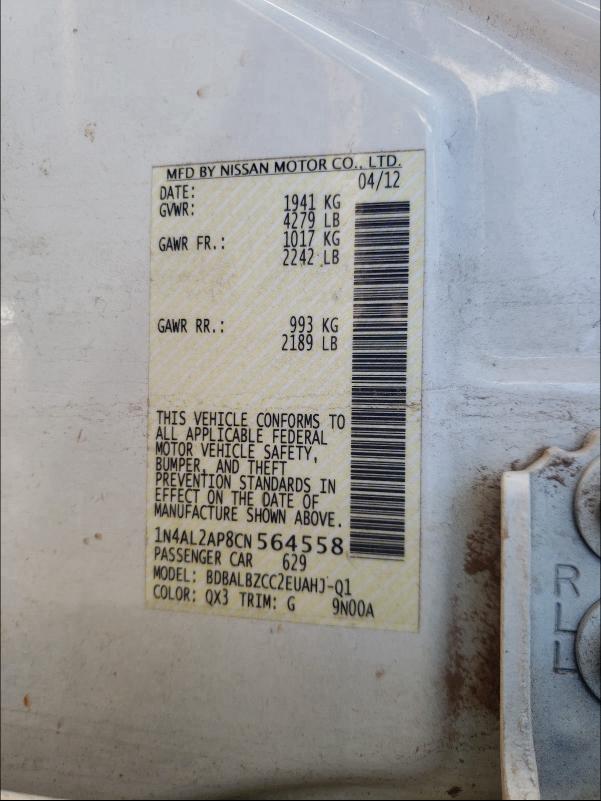 MFD BY NISSAN MOTOR CO., LTD.
DATE: 04/12
GVWR: 1941 KG
4279 LB
GAWR FR.: 1017 KG
2242 LB
GAWR RR.: 993 KG
2189 LB
THIS VEHICLE CONFORMS TO
ALL APPLICABLE FEDERAL
MOTOR VEHICLE SAFETY,
BUMPER, AND THEFT
PREVENTION STANDARDS IN
EFFECT ON THE DATE OF
MANUFACTURE SHOWN ABOVE.
1N4AL2AP8CN564558
PASSENGER CAR 629
MODEL: BDBALBZCC2EUAHJ-Q1
COLOR: QX3 TRIM: G 9N00A
RLL